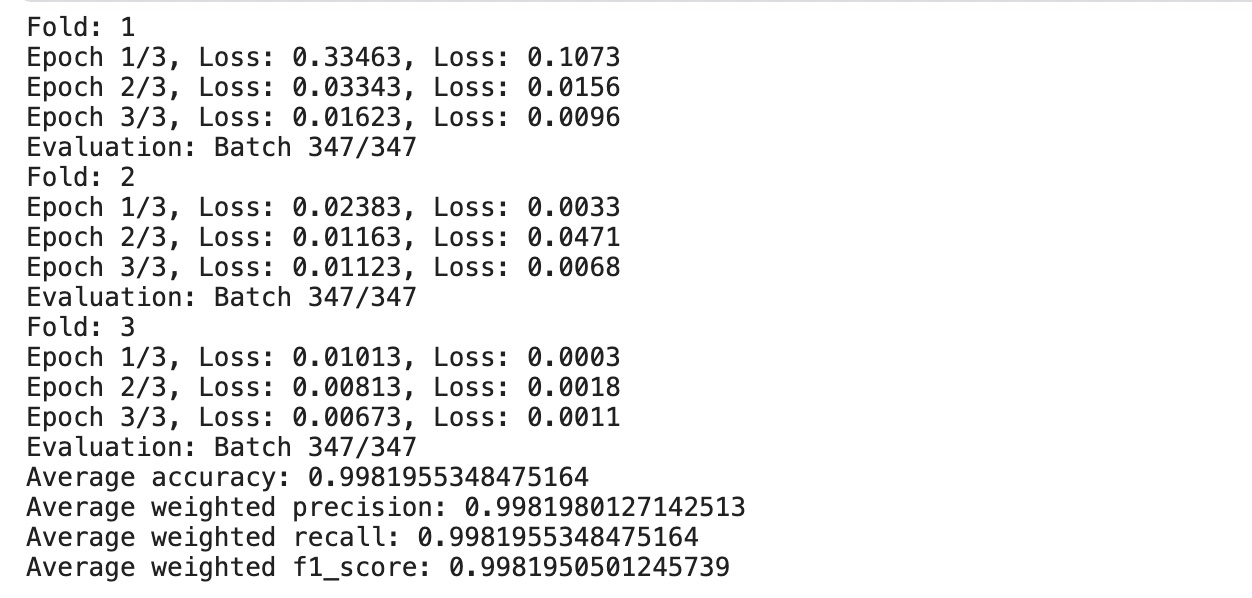 Fold: 1
Epoch 1/3, Loss: 0.33463, Loss: 0.1073
Epoch 2/3, Loss: 0.03343, Loss: 0.0156
Epoch 3/3, Loss: 0.01623, Loss: 0.0096
Evaluation: Batch 347/347
Fold: 2
Epoch 1/3, Loss: 0.02383, Loss: 0.0033
Epoch 2/3, Loss: 0.01163, Loss: 0.0471
Epoch 3/3, Loss: 0.01123, Loss: 0.0068
Evaluation: Batch 347/347
Fold: 3
Epoch 1/3, Loss: 0.01013, Loss: 0.0003
Epoch 2/3, Loss: 0.00813, Loss: 0.0018
Epoch 3/3, Loss: 0.00673, Loss: 0.0011
Evaluation: Batch 347/347
Average accuracy: 0.9981955348475164
Average weighted precision: 0.9981980127142513
Average weighted recall: 0.9981955348475164
Average weighted f1_score: 0.9981950501245739